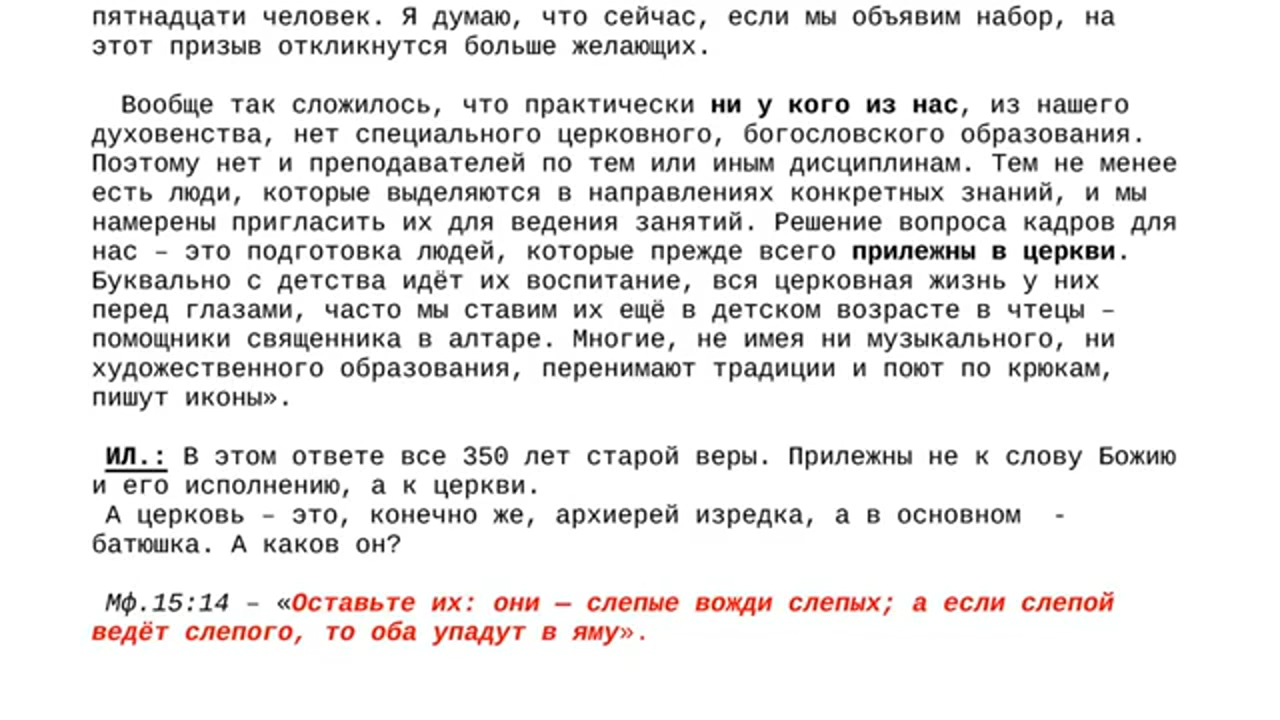 пятнадцати человек. Я думаю, что сейчас, если мы объявим набор, на
этот призыв откликнутся больше желающих.
Вообще так сложилось, что практически ни у кого из нас, из нашего
духовенства, нет специального церковного, богословского образования.
Поэтому нет и преподавателей по тем или иным дисциплинам. Тем не менее
есть люди, которые выделяются в направлениях конкретных знаний, и мы
намерены пригласить их для ведения занятий. Решение вопроса кадров для
нас – это подготовка людей, которые прежде всего прилежны в церкви.
Буквально с детства идёт их воспитание, вся церковная жизнь у них
перед глазами, часто мы ставим их ещё в детском возрасте в чтецы –
помощники священника в алтаре. Многие, не имея ни музыкального, ни
художественного образования, перенимают традиции и поют по крюкам,
пишут иконы».
ИЛ.: В этом ответе все 350 лет старой веры. Прилежны не к слову Божию
и его исполнению, а к церкви.
А церковь – это, конечно же, архиерей изредка, а в основном  -
батюшка. А каков он?
Мф.15:14 – «Оставьте их: они — слепые вожди слепых; а если слепой
ведёт слепого, то оба упадут в яму».